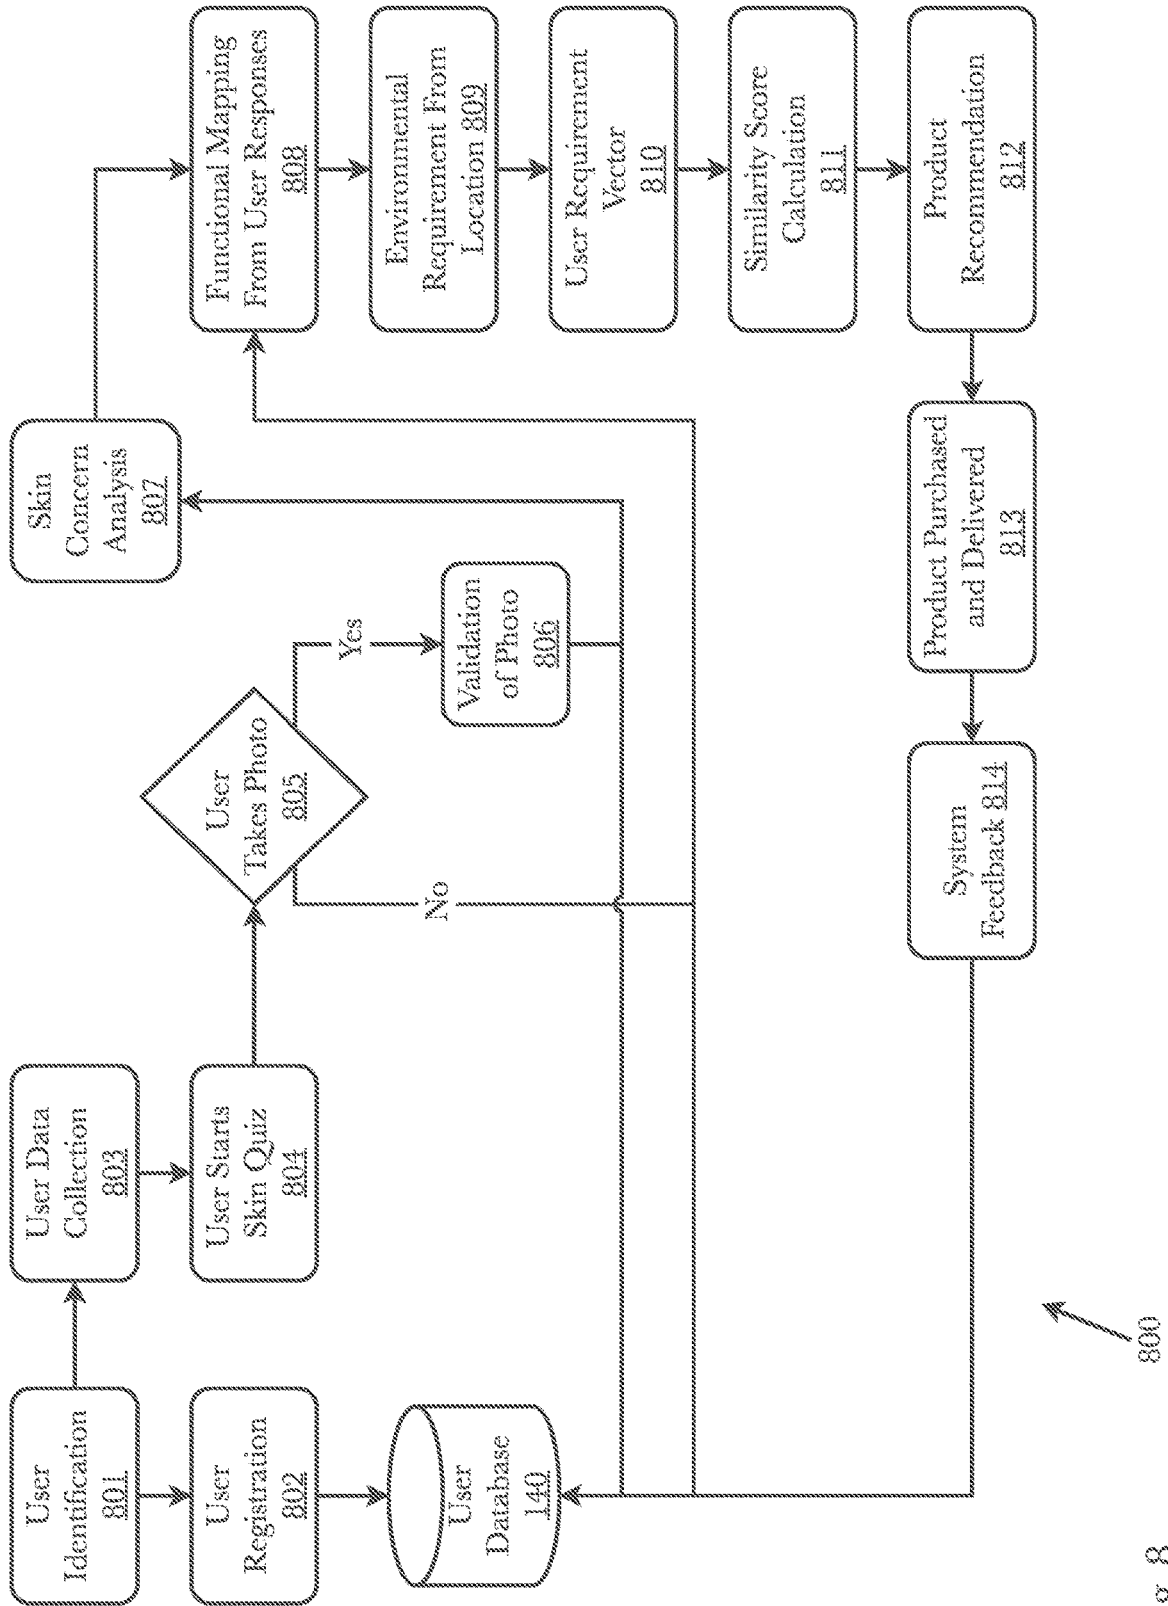 User
Identification
801
User
Registration
802
User
Database
140
User Data
Collection
803
User Starts
Skin Quiz
804
User
Takes Photo
805
No
Yes
Validation
of Photo
806
Skin
Concern
Analysis
807
Functional Mapping
From User Responses
808
Environmental
Requirement From
Location 809
User Requirement
Vector
810
Similarity Score
Calculation
811
Product
Recommendation
812
Product Purchased
and Delivered
813
System
Feedback 814
800
g. 8